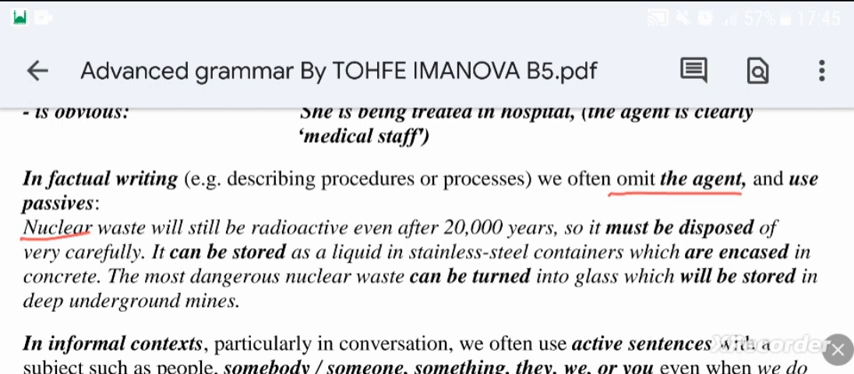 57% 17:45
Advanced grammar By TOHFE IMANOVA B5.pdf
- is obvious: She is being treated in hospital, (the agent is clearly
‘medical staff’)
In factual writing (e.g. describing procedures or processes) we often omit the agent, and use
passives:
Nuclear waste will still be radioactive even after 20,000 years, so it must be disposed of
very carefully. It can be stored as a liquid in stainless-steel containers which are encased in
concrete. The most dangerous nuclear waste can be turned into glass which will be stored in
deep underground mines.
In informal contexts, particularly in conversation, we often use active sentences with a
XRecorder
subject such as people, somebody / someone, something, they, we, or you even when we do